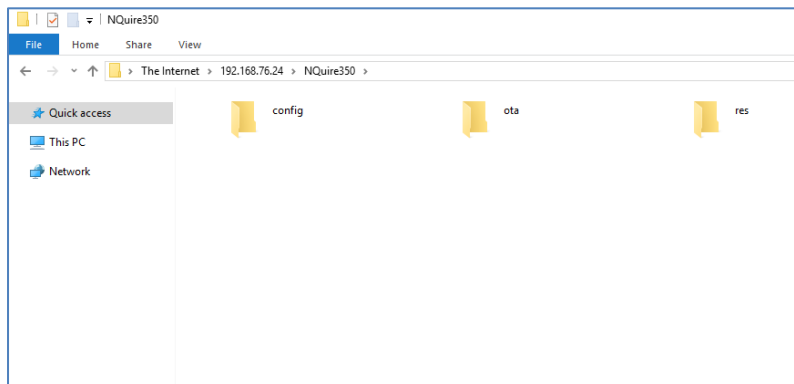 NQuire350
File Home Share View
The Internet > 192.168.76.24 > NQuire350 >
Quick access
This PC
Network
config ota res